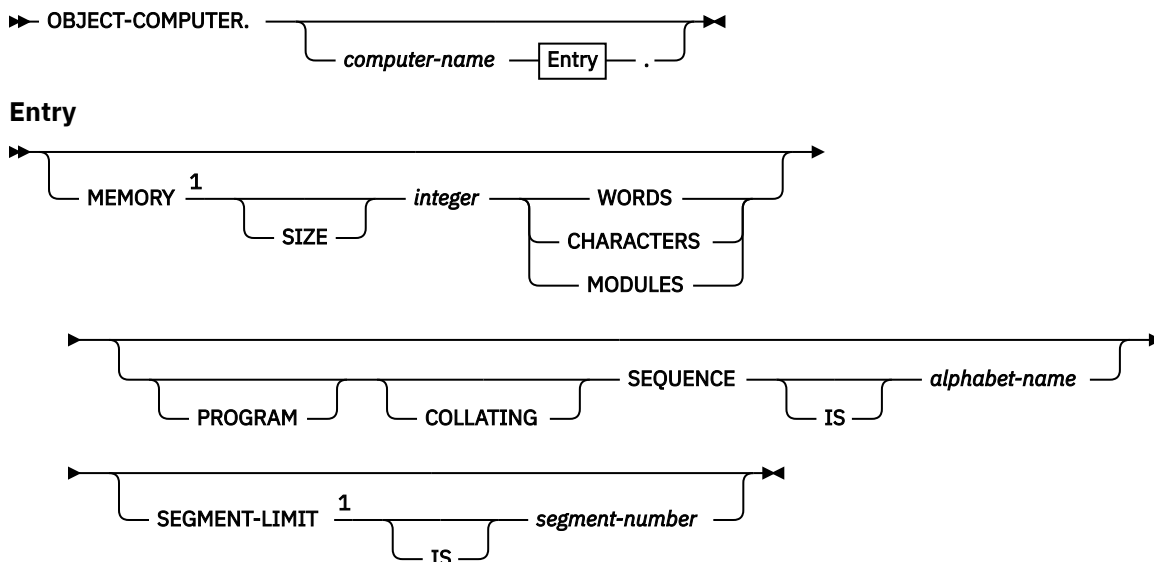 OBJECT-COMPUTER.
computer-name Entry .
Entry
MEMORY 1 integer WORDS
SIZE CHARACTERS
MODULES
SEQUENCE alphabet-name
PROGRAM COLLATING IS
SEGMENT-LIMIT 1 segment-number
IS